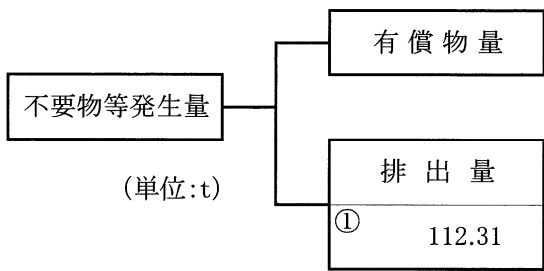 有償物量
不要物等発生量
(単位:t)
排出量
① 112.31